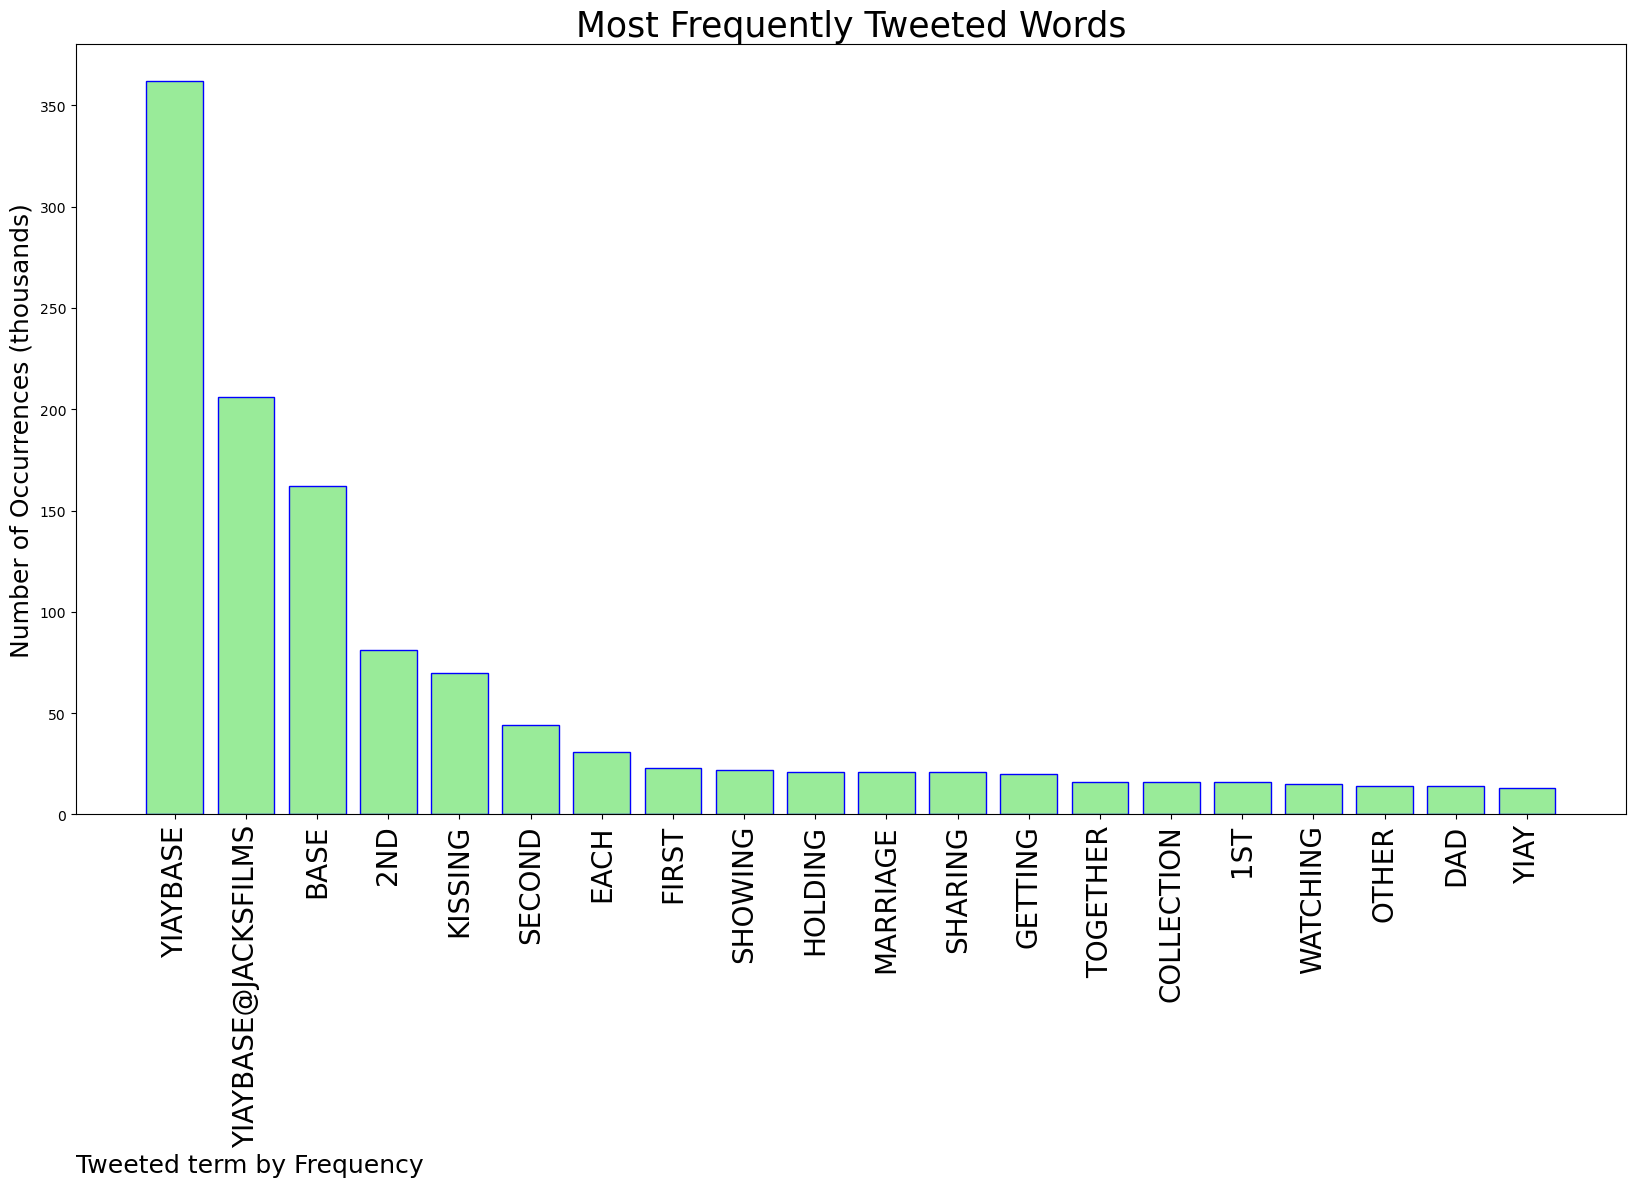 Most Frequently Tweeted Words
Number of Occurrences (thousands)
350
300
250
200
150
100
50
0
YIAYBASE
YIAYBASE@JACKSFILMS
BASE
2ND
KISSING
SECOND
EACH
FIRST
SHOWING
HOLDING
MARRIAGE
SHARING
GETTING
TOGETHER
COLLECTION
1ST
WATCHING
OTHER
DAD
YIAY
Tweeted term by Frequency